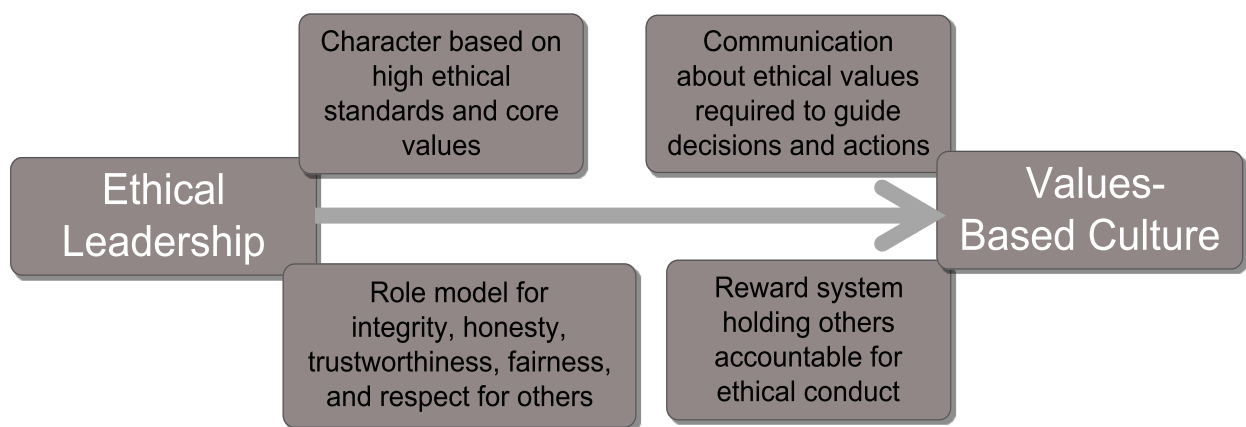 Character based on
high ethical
standards and core
values
Communication
about ethical values
required to guide
decisions and actions
Ethical
Leadership
Values-
Based Culture
Role model for
integrity, honesty,
trustworthiness, fairness,
and respect for others
Reward system
holding others
accountable for
ethical conduct